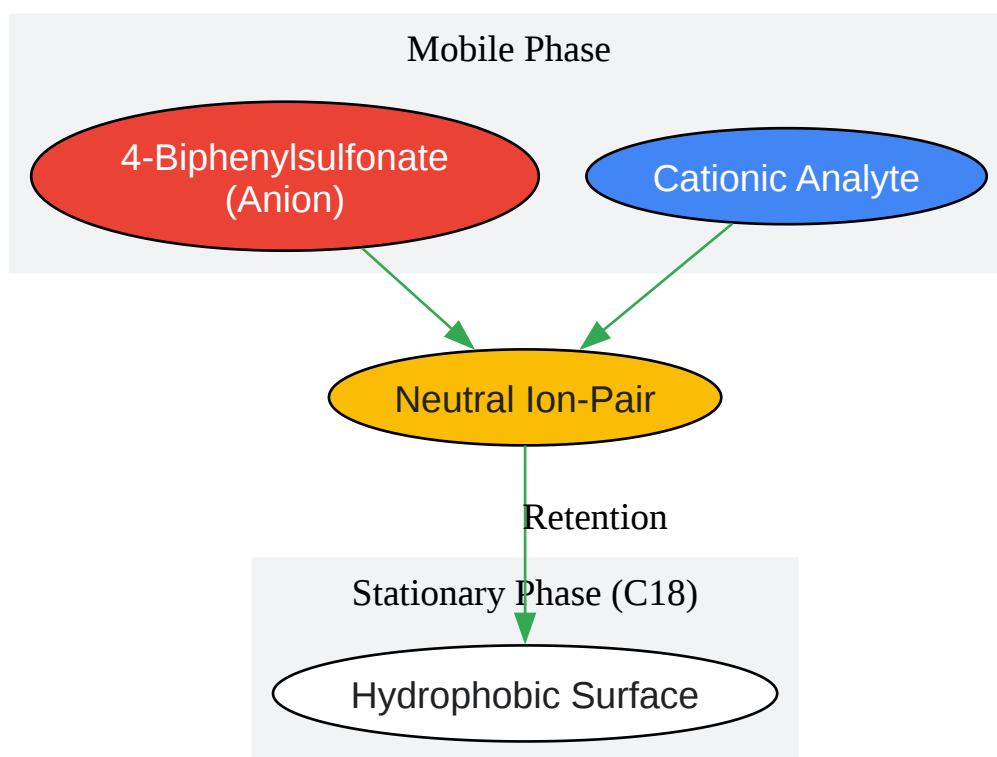 Mobile Phase
4-Biphenylsulfonate
(Anion)
Cationic Analyte
Neutral Ion-Pair
Retention
Stationary Phase (C18)
Hydrophobic Surface